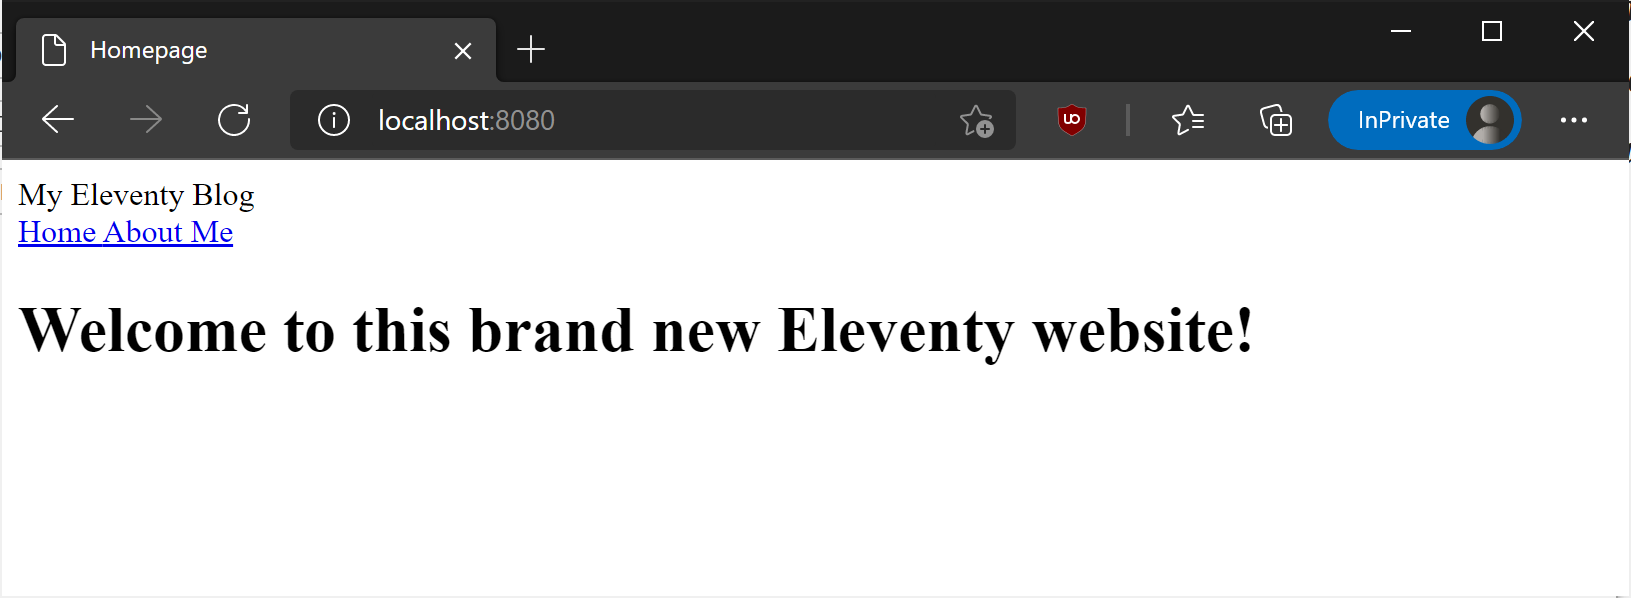 Homepage
localhost:8080
InPrivate
My Eleventy Blog
Home About Me
Welcome to this brand new Eleventy website!